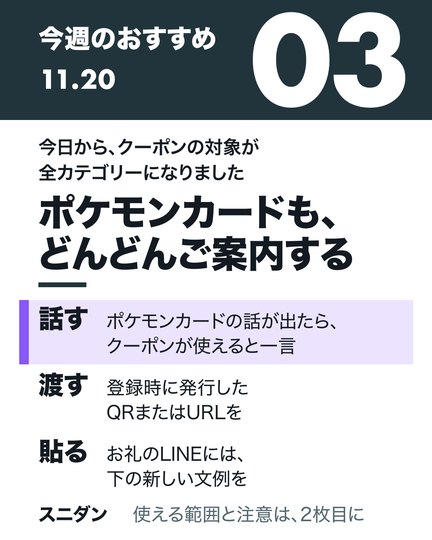 今週のおすすめ
11.20
03
今日から、クーポンの対象が
全カテゴリーになりました
ポケモンカードも、
どんどんご案内する
話す
ポケモンカードの話が出たら、
クーポンが使えると一言
渡す
登録時に発行した
QRまたはURLを
貼る
お礼のLINEには、
下の新しい文例を
スニダン 使える範囲と注意は、2枚目に